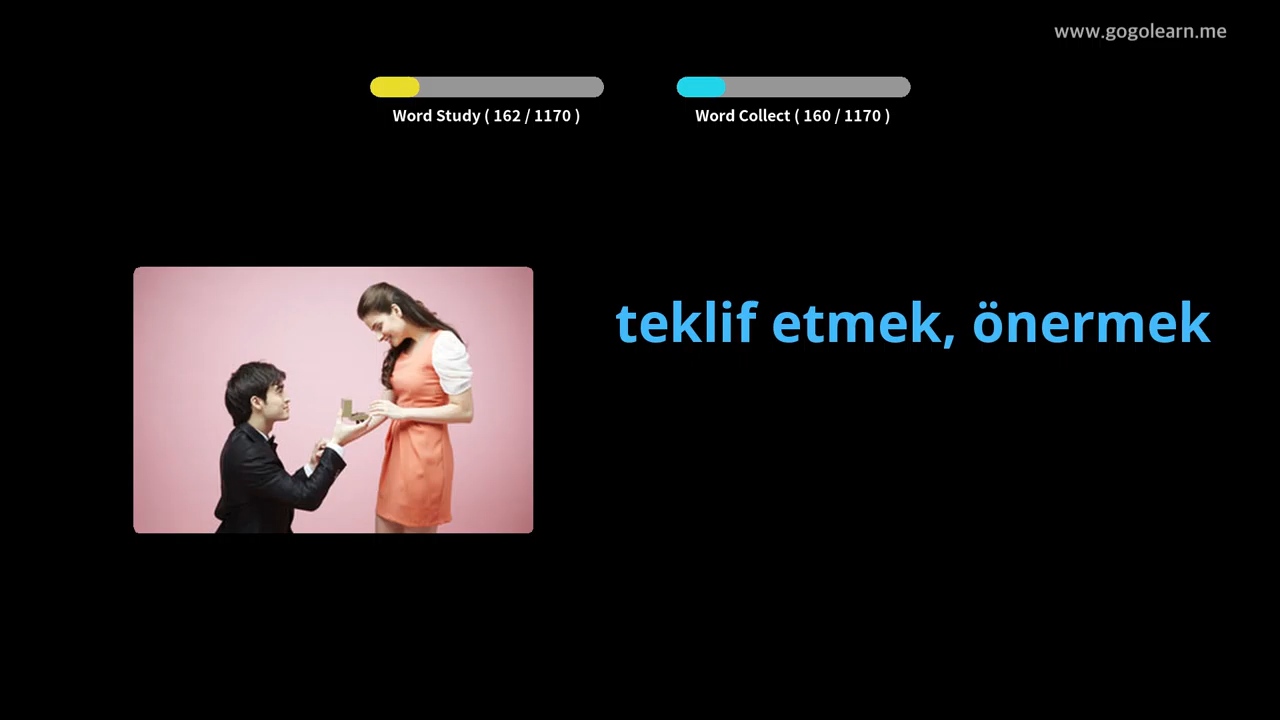 www.gogolearn.me
Word Study ( 162 / 1170 )
Word Collect ( 160 / 1170 )
teklif etmek, önermek